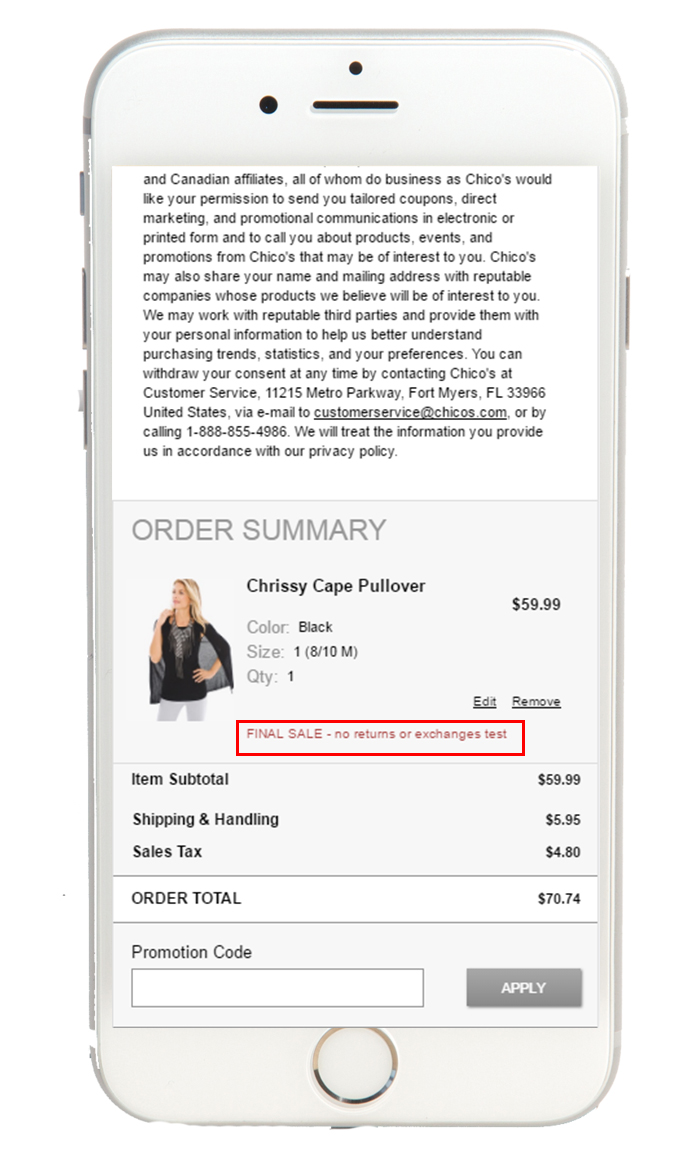 and Canadian affiliates, all of whom do business as Chico's would
like your permission to send you tailored coupons, direct
marketing, and promotional communications in electronic or
printed form and to call you about products, events, and
promotions from Chico's that may be of interest to you. Chico's
may also share your name and mailing address with reputable
companies whose products we believe will be of interest to you.
We may work with reputable third parties and provide them with
your personal information to help us better understand
purchasing trends, statistics, and your preferences. You can
withdraw your consent at any time by contacting Chico's at
Customer Service, 11215 Metro Parkway, Fort Myers, FL 33966
United States, via e-mail to customerservice@chicos.com, or by
calling 1-888-855-4986. We will treat the information you provide
us in accordance with our privacy policy.
ORDER SUMMARY
Chrissy Cape Pullover
$59.99
Color: Black
Size: 1 (8/10 M)
Qty: 1
Edit Remove
FINAL SALE - no returns or exchanges test
Item Subtotal $59.99
Shipping & Handling $5.95
Sales Tax $4.80
ORDER TOTAL $70.74
Promotion Code
APPLY